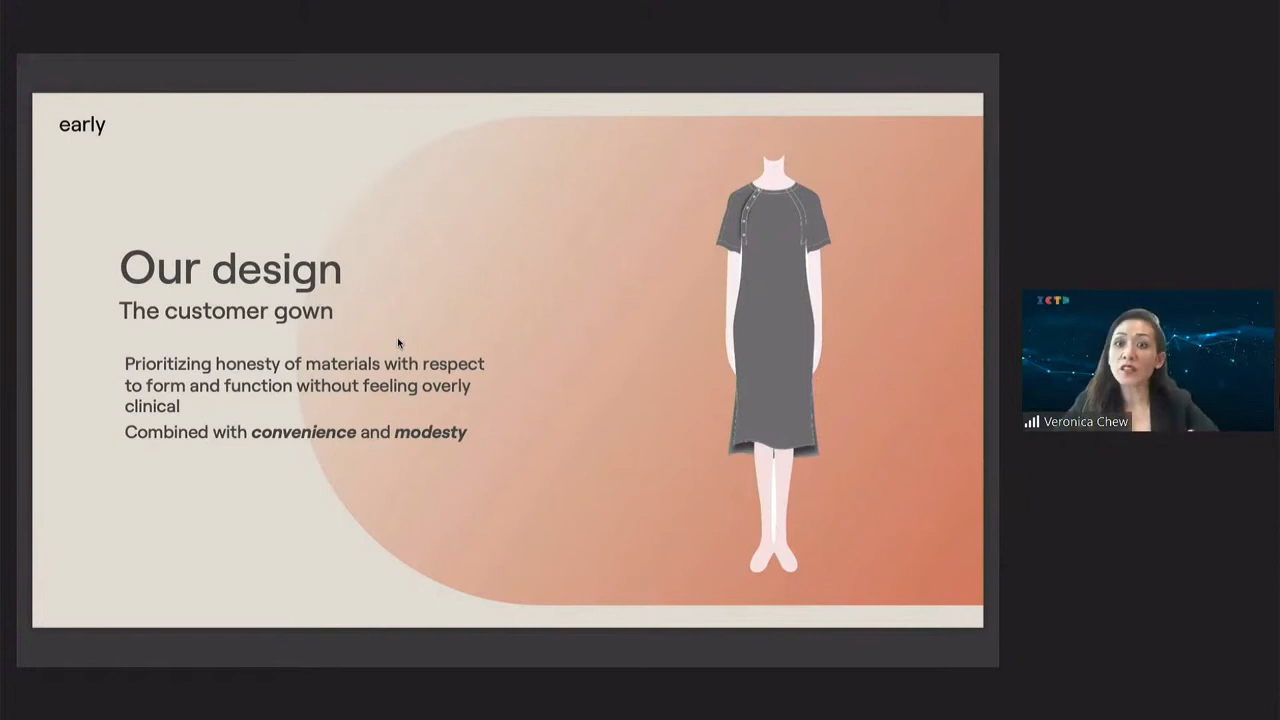 early
Our design
The customer gown
Prioritizing honesty of materials with respect
to form and function without feeling overly
clinical
Combined with convenience and modesty
ICTD
Veronica Chew